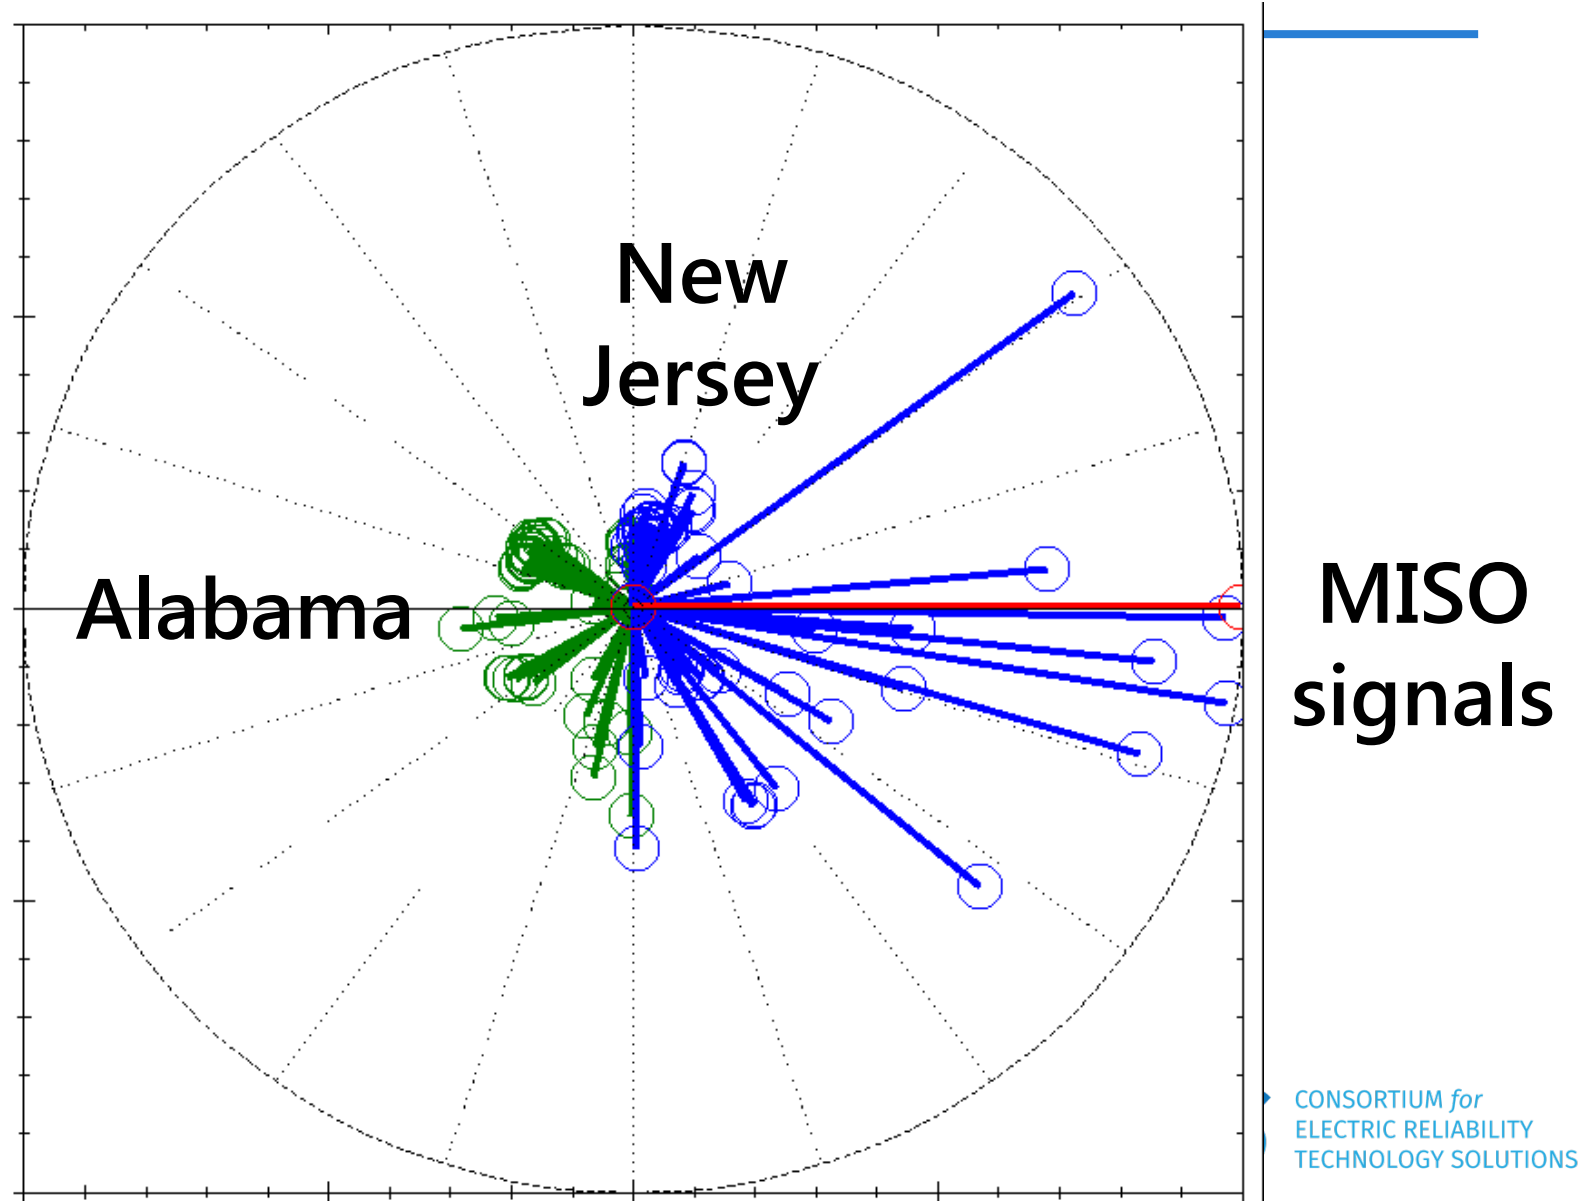 New
Jersey
Alabama
MISO
signals
CONSORTIUM for
ELECTRIC RELIABILITY
TECHNOLOGY SOLUTIONS